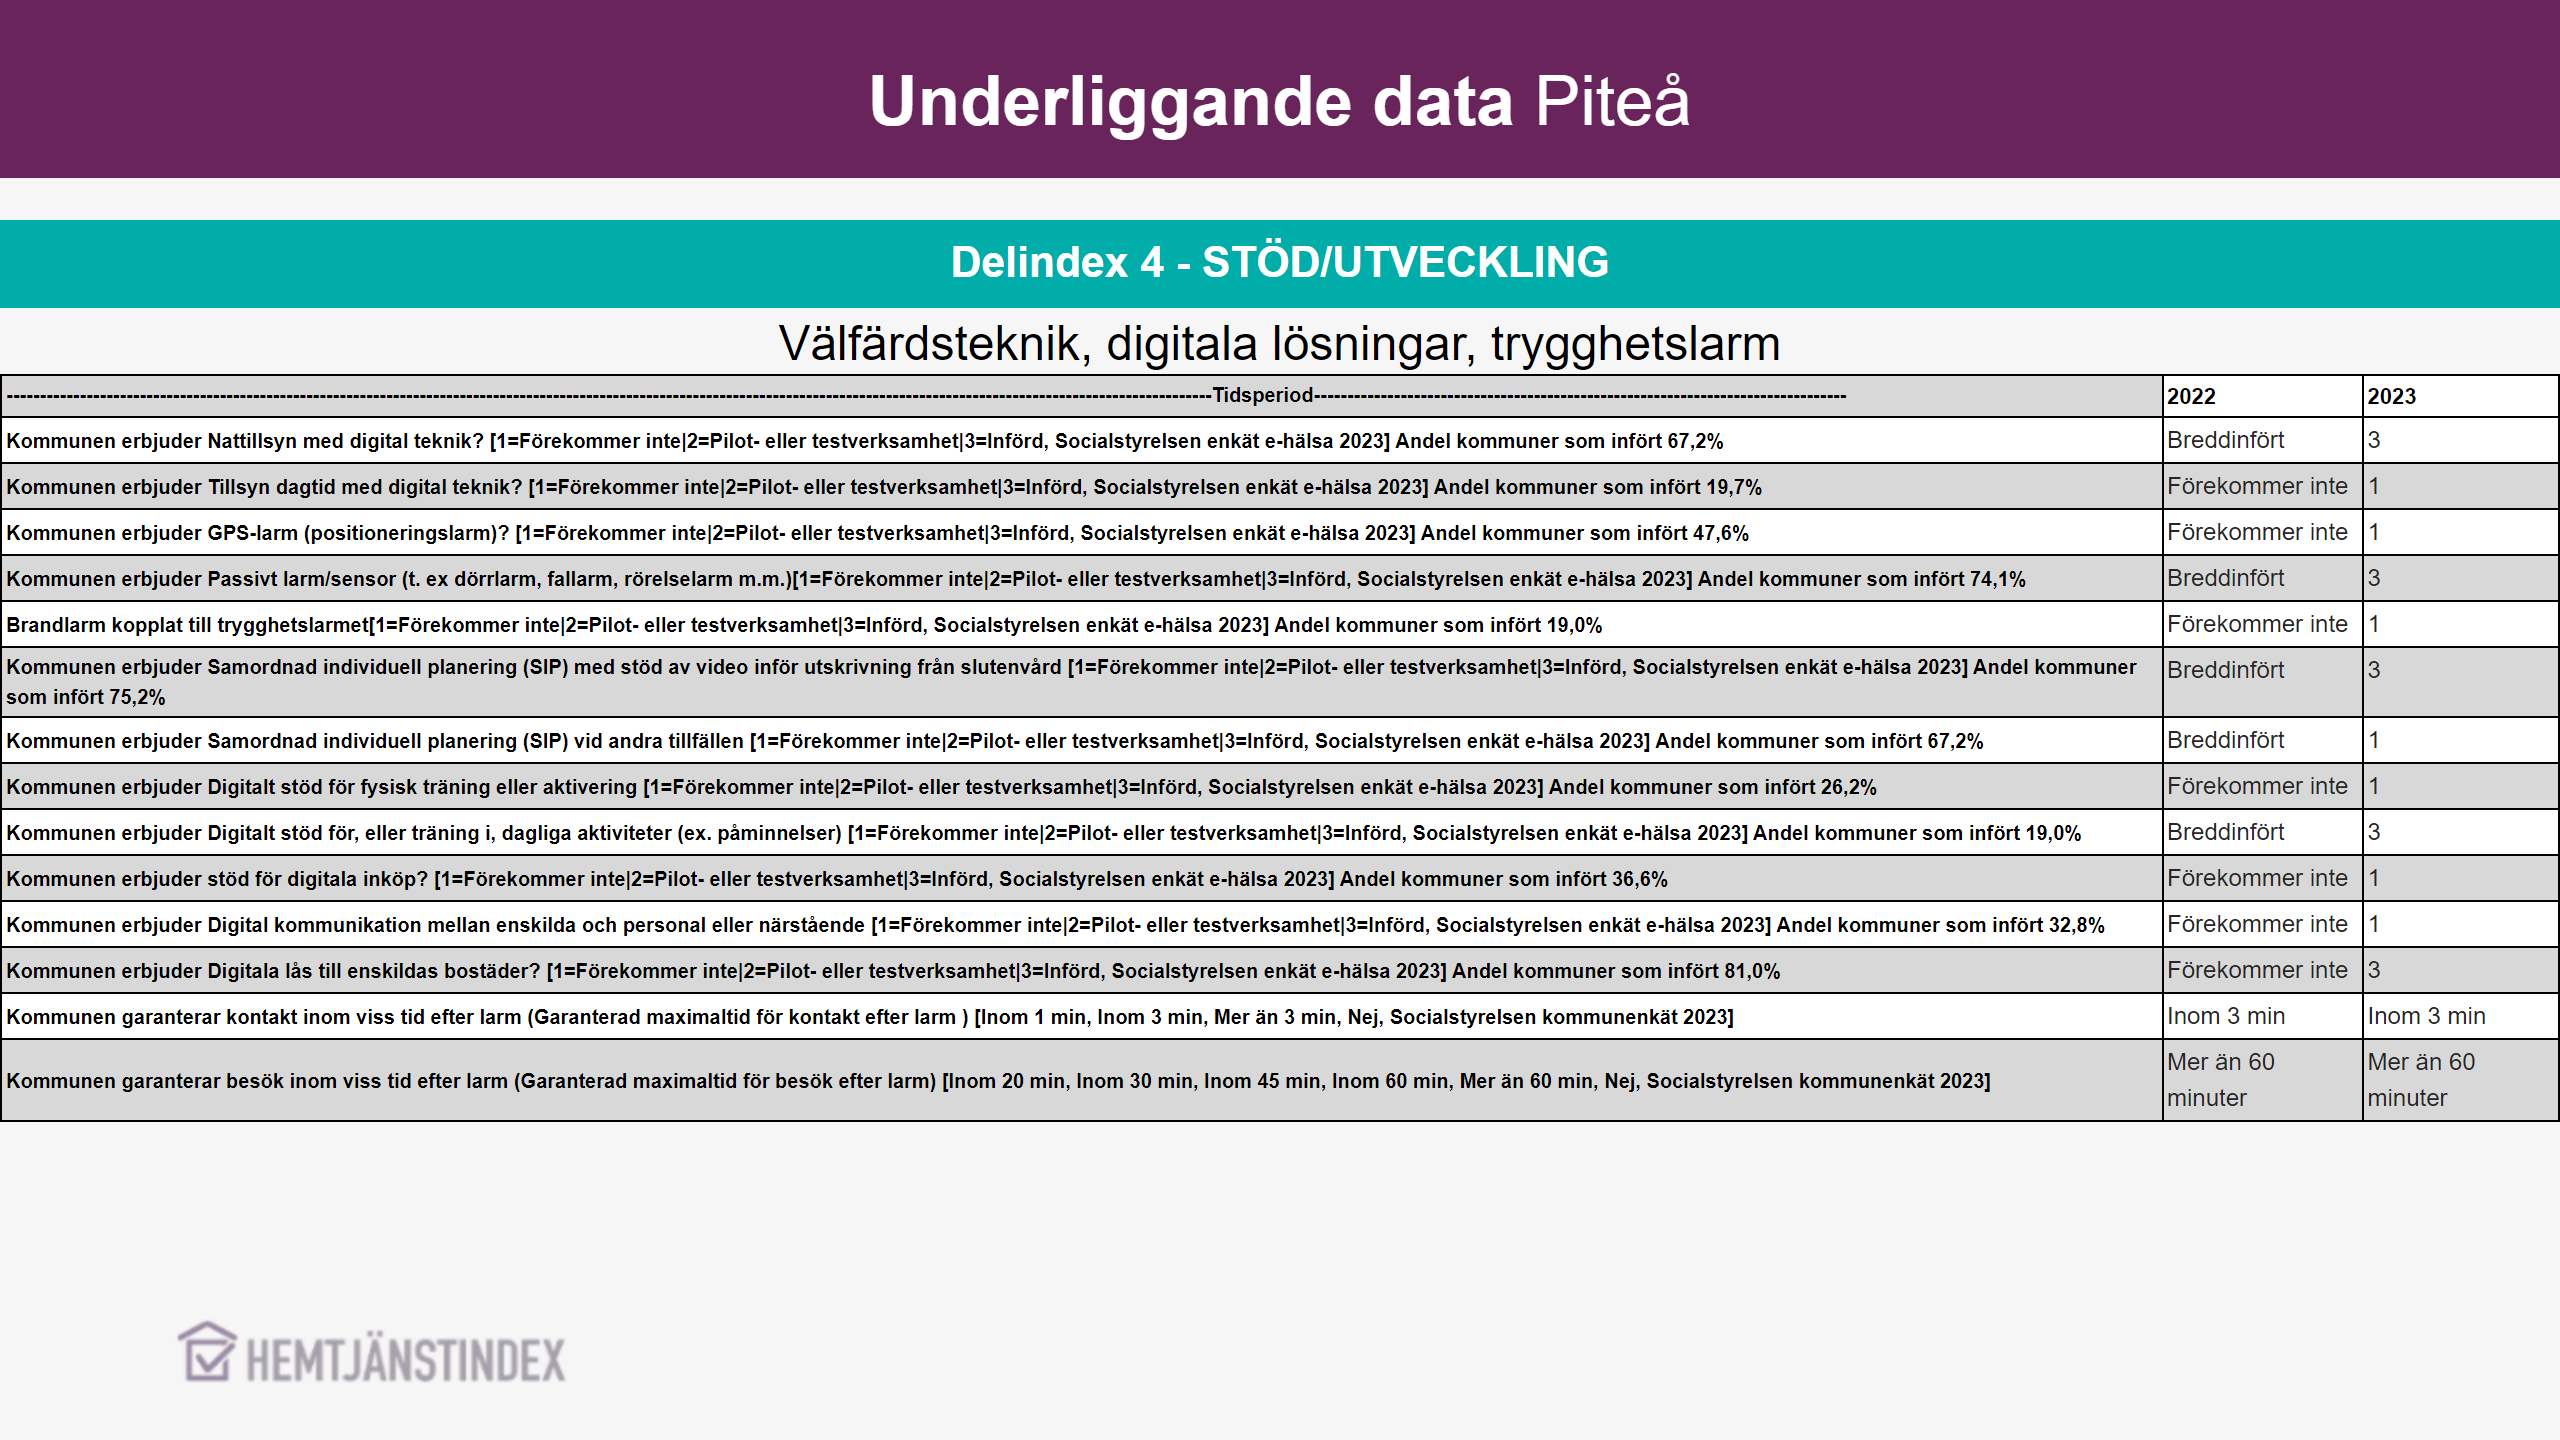 Underliggande data Piteå
Delindex 4 - STÖD/UTVECKLING
Välfärdsteknik, digitala lösningar, trygghetslarm
-------------------------------------------------------------------------------------------------------------------------------------------------------------------------------------Tidsperiod-------------------------------------------------------------------------------- 2022 2023
Kommunen erbjuder Nattillsyn med digital teknik? [1=Förekommer inte|2=Pilot- eller testverksamhet|3=Införd, Socialstyrelsen enkät e-hälsa 2023] Andel kommuner som infört 67,2% Breddinfört 3
Kommunen erbjuder Tillsyn dagtid med digital teknik? [1=Förekommer inte|2=Pilot- eller testverksamhet|3=Införd, Socialstyrelsen enkät e-hälsa 2023] Andel kommuner som infört 19,7% Förekommer inte 1
Kommunen erbjuder GPS-larm (positioneringslarm)? [1=Förekommer inte|2=Pilot- eller testverksamhet|3=Införd, Socialstyrelsen enkät e-hälsa 2023] Andel kommuner som infört 47,6% Förekommer inte 1
Kommunen erbjuder Passivt larm/sensor (t. ex dörrlarm, fallarm, rörelselarm m.m.)[1=Förekommer inte|2=Pilot- eller testverksamhet|3=Införd, Socialstyrelsen enkät e-hälsa 2023] Andel kommuner som infört 74,1% Breddinfört 3
Brandlarm kopplat till trygghetslarmet[1=Förekommer inte|2=Pilot- eller testverksamhet|3=Införd, Socialstyrelsen enkät e-hälsa 2023] Andel kommuner som infört 19,0% Förekommer inte 1
Kommunen erbjuder Samordnad individuell planering (SIP) med stöd av video inför utskrivning från slutenvård [1=Förekommer inte|2=Pilot- eller testverksamhet|3=Införd, Socialstyrelsen enkät e-hälsa 2023] Andel kommuner Breddinfört 3
som infört 75,2%
Kommunen erbjuder Samordnad individuell planering (SIP) vid andra tillfällen [1=Förekommer inte|2=Pilot- eller testverksamhet|3=Införd, Socialstyrelsen enkät e-hälsa 2023] Andel kommuner som infört 67,2% Breddinfört 1
Kommunen erbjuder Digitalt stöd för fysisk träning eller aktivering [1=Förekommer inte|2=Pilot- eller testverksamhet|3=Införd, Socialstyrelsen enkät e-hälsa 2023] Andel kommuner som infört 26,2% Förekommer inte 1
Kommunen erbjuder Digitalt stöd för, eller träning i, dagliga aktiviteter (ex. påminnelser) [1=Förekommer inte|2=Pilot- eller testverksamhet|3=Införd, Socialstyrelsen enkät e-hälsa 2023] Andel kommuner som infört 19,0% Breddinfört 3
Kommunen erbjuder stöd för digitala inköp? [1=Förekommer inte|2=Pilot- eller testverksamhet|3=Införd, Socialstyrelsen enkät e-hälsa 2023] Andel kommuner som infört 36,6% Förekommer inte 1
Kommunen erbjuder Digital kommunikation mellan enskilda och personal eller närstående [1=Förekommer inte|2=Pilot- eller testverksamhet|3=Införd, Socialstyrelsen enkät e-hälsa 2023] Andel kommuner som infört 32,8% Förekommer inte 1
Kommunen erbjuder Digitala lås till enskildas bostäder? [1=Förekommer inte|2=Pilot- eller testverksamhet|3=Införd, Socialstyrelsen enkät e-hälsa 2023] Andel kommuner som infört 81,0% Förekommer inte 3
Kommunen garanterar kontakt inom viss tid efter larm (Garanterad maximaltid för kontakt efter larm ) [Inom 1 min, Inom 3 min, Mer än 3 min, Nej, Socialstyrelsen kommunenkät 2023] Inom 3 min Inom 3 min
Kommunen garanterar besök inom viss tid efter larm (Garanterad maximaltid för besök efter larm) [Inom 20 min, Inom 30 min, Inom 45 min, Inom 60 min, Mer än 60 min, Nej, Socialstyrelsen kommunenkät 2023] Mer än 60 Mer än 60
minuter minuter
HEMTJÄNSTINDEX